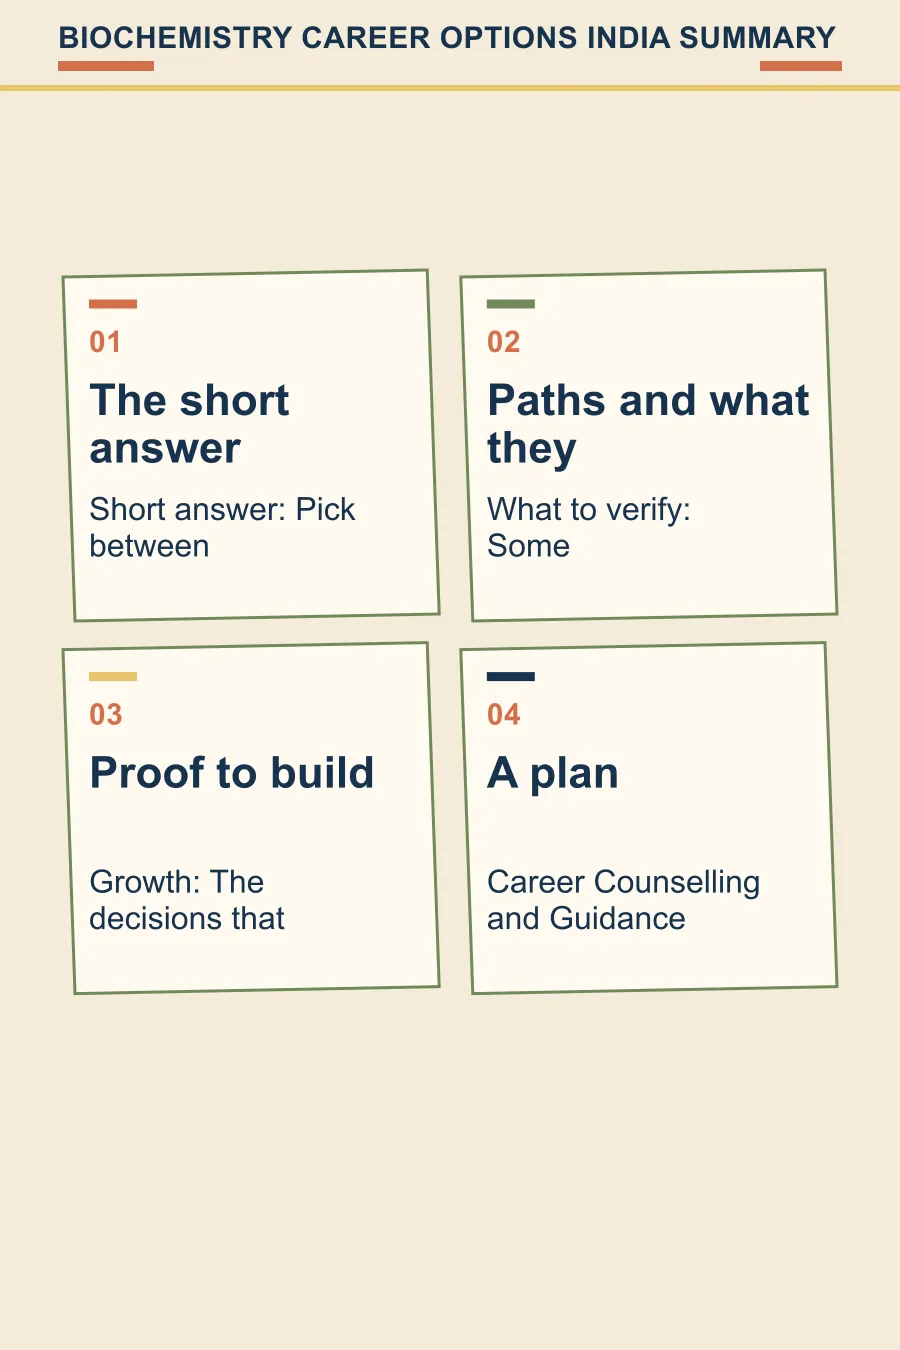 BIOCHEMISTRY CAREER OPTIONS INDIA SUMMARY
01
The short
answer
Short answer: Pick
between
02
Paths and what
they
What to verify:
Some
03
Proof to build
Growth: The
decisions that
04
A plan
Career Counselling
and Guidance